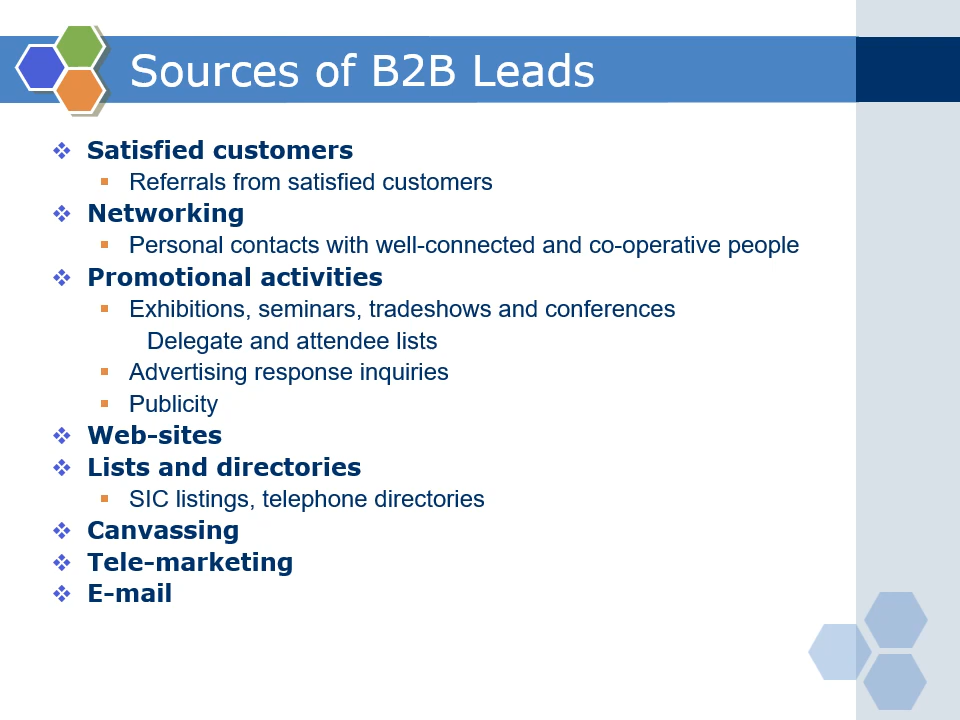 Sources of B2B Leads
Satisfied customers
Referrals from satisfied customers
Networking
Personal contacts with well-connected and co-operative people
Promotional activities
Exhibitions, seminars, tradeshows and conferences
Delegate and attendee lists
Advertising response inquiries
Publicity
Web-sites
Lists and directories
SIC listings, telephone directories
Canvassing
Tele-marketing
E-mail